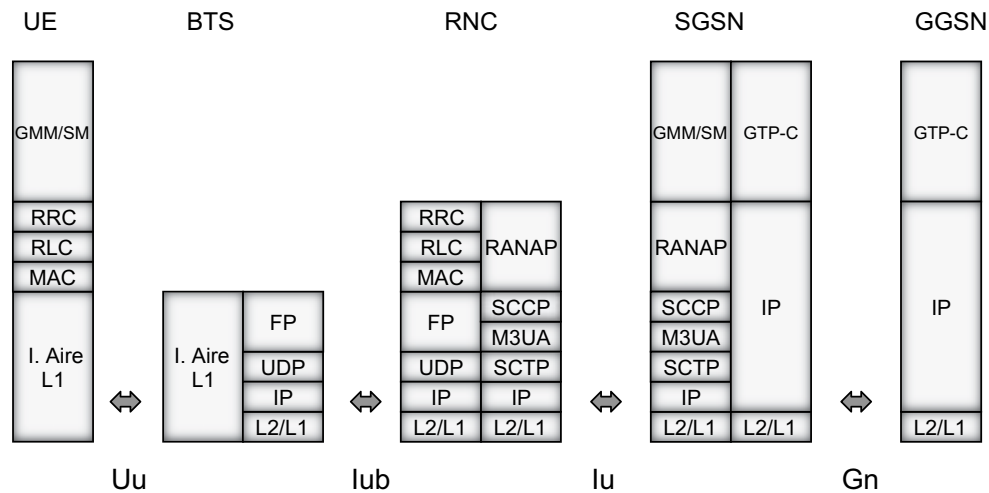 UE
BTS
RNC
SGSN
GGSN
GMM/SM
RRC
RLC
MAC
I. Aire
L1
I. Aire
L1
FP
UDP
IP
L2/L1
RRC
RLC
MAC
FP
UDP
IP
L2/L1
RANAP
SCCP
M3UA
SCTP
IP
L2/L1
GMM/SM
RANAP
SCCP
M3UA
SCTP
IP
L2/L1
GTP-C
IP
L2/L1
GTP-C
IP
L2/L1
Uu
Iub
Iu
Gn